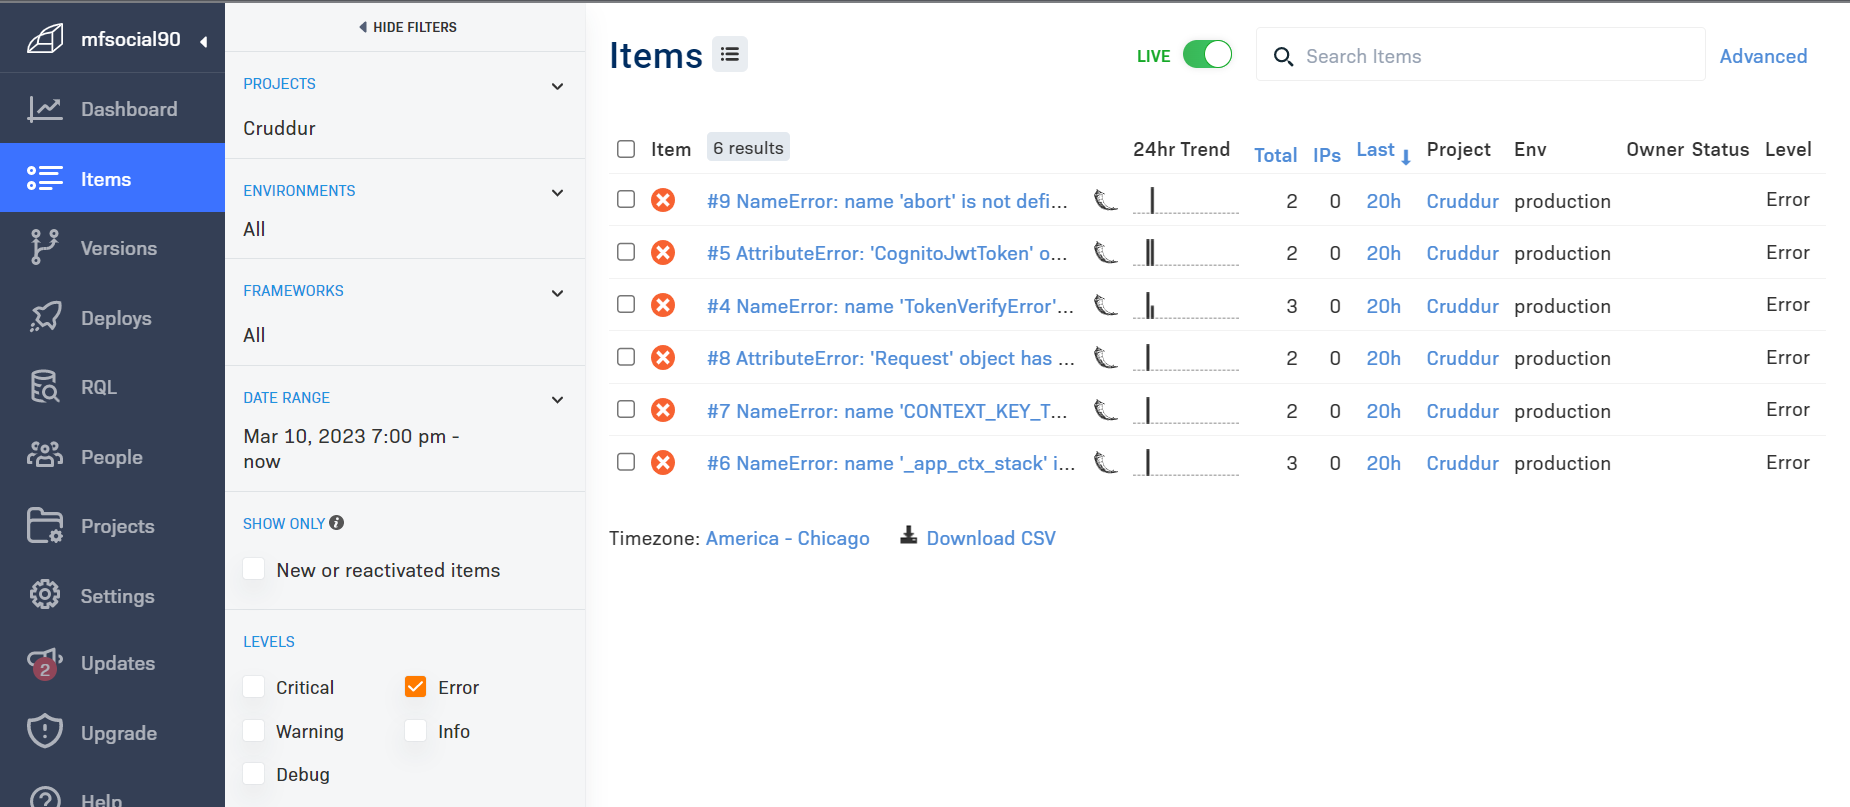 mfsocial90
Dashboard
Items
Versions
Deploys
RQL
People
Projects
Settings
2
Updates
Upgrade
Help
HIDE FILTERS
PROJECTS
Cruddur
ENVIRONMENTS
All
FRAMEWORKS
All
DATE RANGE
Mar 10, 2023 7:00 pm -
now
SHOW ONLY
New or reactivated items
LEVELS
Critical Error
Warning Info
Debug
Items LIVE Search Items Advanced
Item 6 results 24hr Trend Total IPs Last Project Env Owner Status Level
#9 NameError: name 'abort' is not defi... 2 0 20h Cruddur production Error
#5 AttributeError: 'CognitoJwtToken' o... 2 0 20h Cruddur production Error
#4 NameError: name 'TokenVerifyError'... 3 0 20h Cruddur production Error
#8 AttributeError: 'Request' object has ... 2 0 20h Cruddur production Error
#7 NameError: name 'CONTEXT_KEY_T... 2 0 20h Cruddur production Error
#6 NameError: name '_app_ctx_stack' i... 3 0 20h Cruddur production Error
Timezone: America - Chicago Download CSV